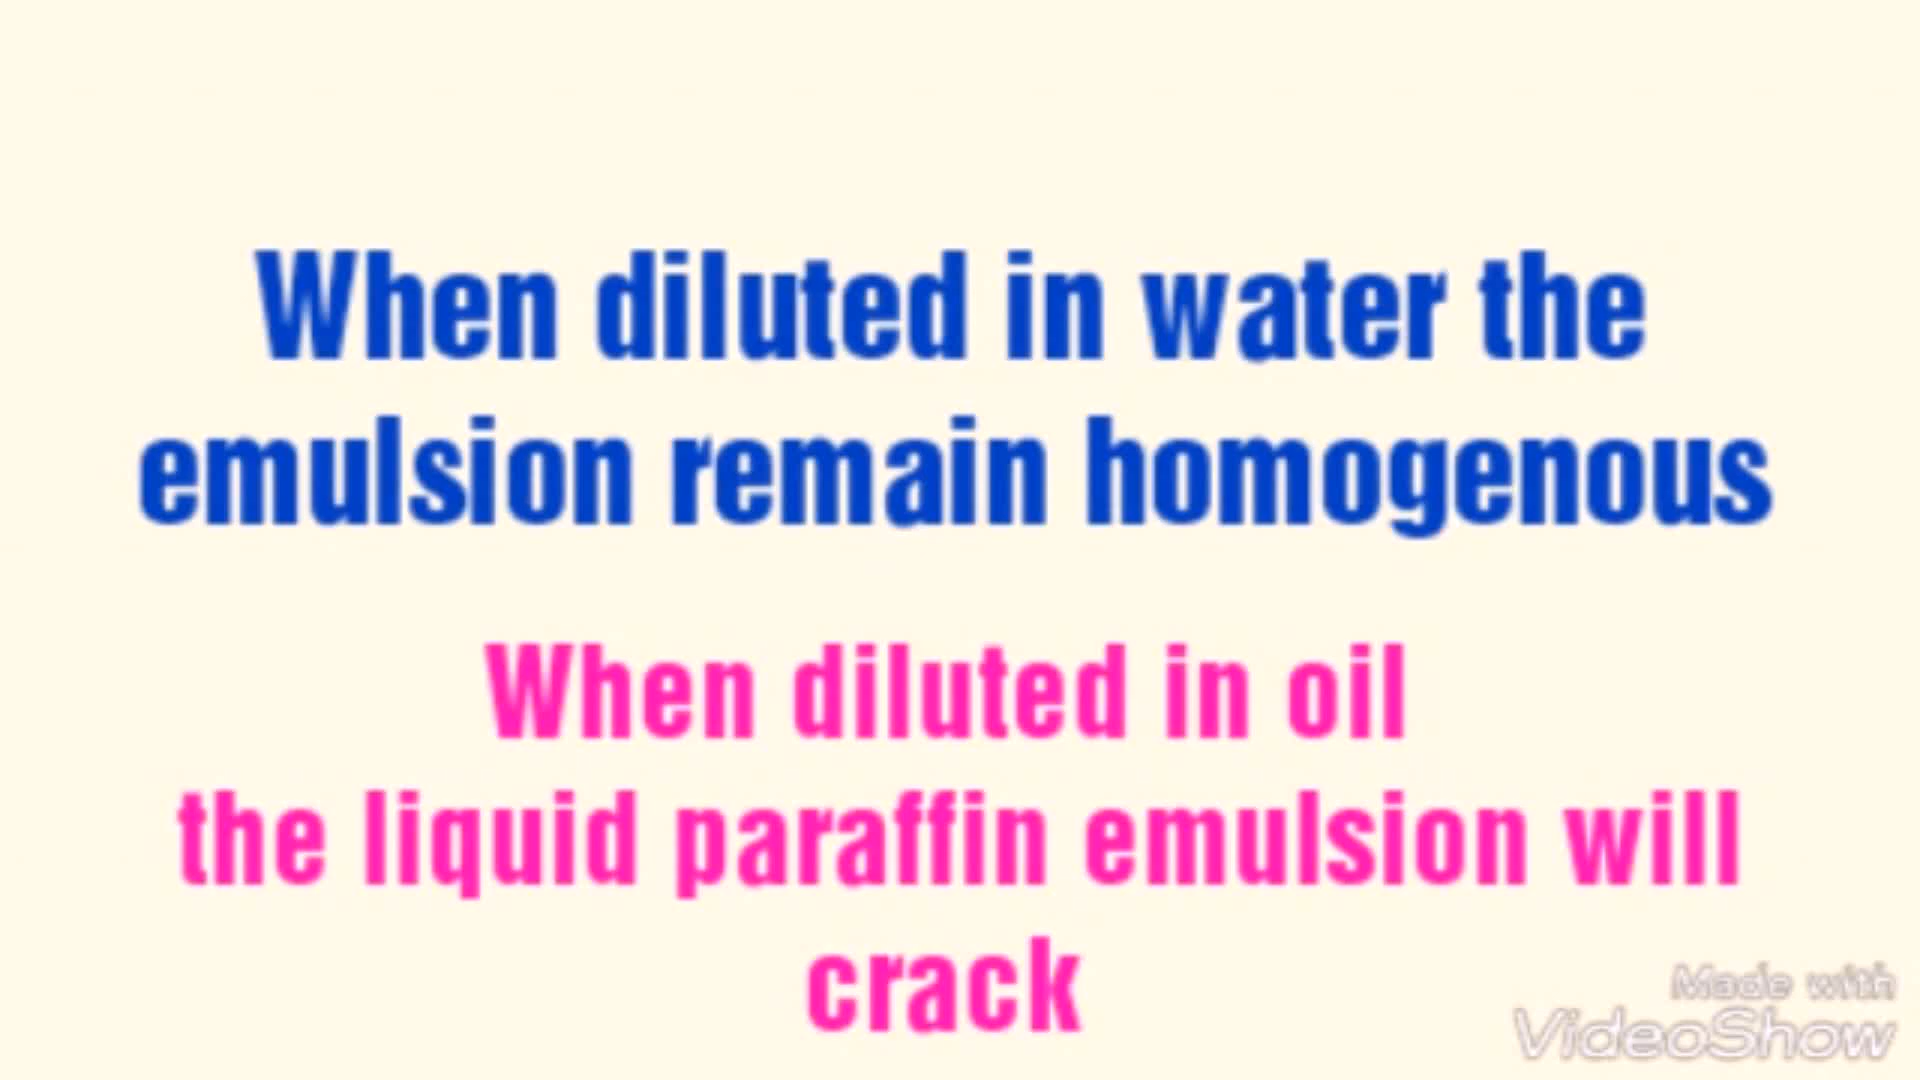 When diluted in water the
emulsion remain homogenous
When diluted in oil
the liquid paraffin emulsion will
crack
Made with
VideoShow